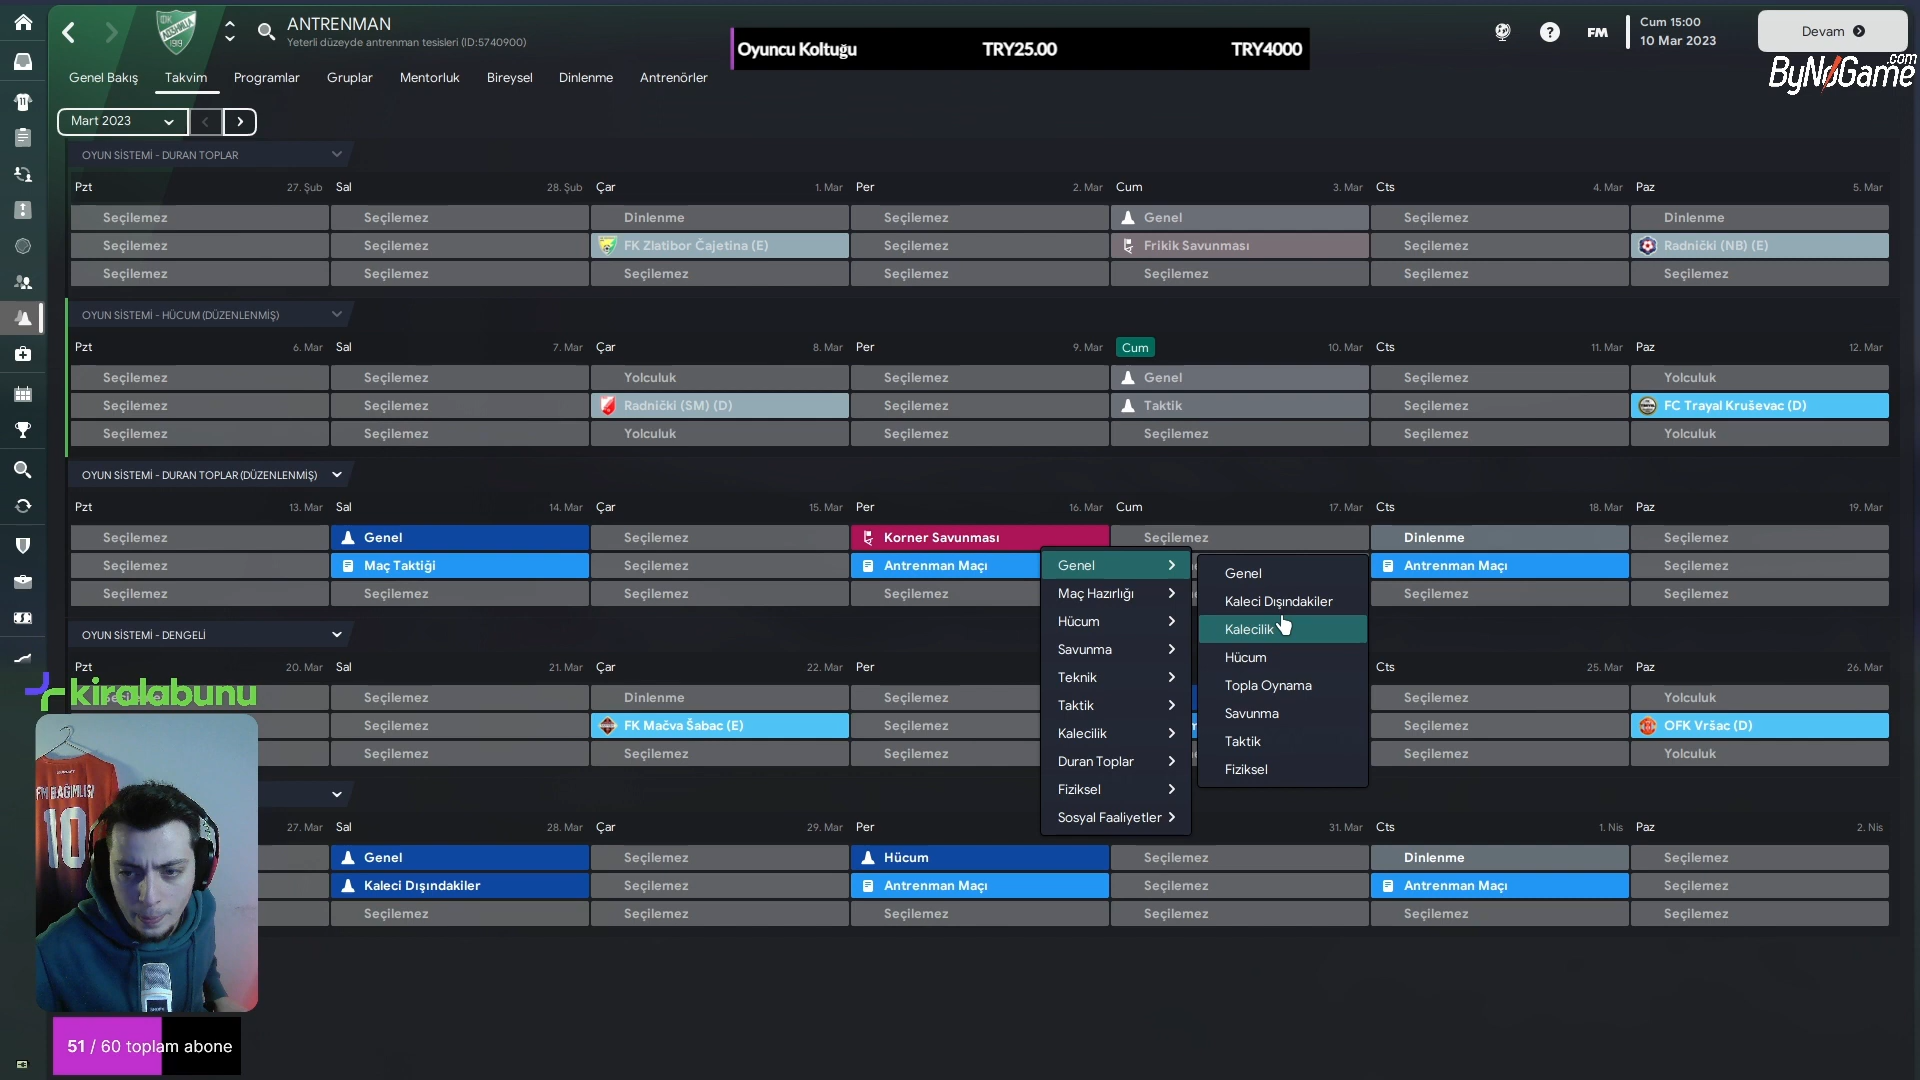 ANTRENMAN
Yeterli düzeyde antrenman tesisleri (ID:5740900)
Oyuncu Koltuğu TRY25.00 TRY4000
FM
Cum 15:00
10 Mar 2023
Devam
ByNoGame.com
Genel Bakış Takvim Programlar Gruplar Mentorluk Bireysel Dinlenme Antrenörler
Mart 2023
OYUN SİSTEMİ - DURAN TOPLAR
Pzt 27. Şub Sal 28. Şub Çar 1. Mar Per 2. Mar Cum 3. Mar Cts 4. Mar Paz 5. Mar
Seçilemez Seçilemez Dinlenme Seçilemez Genel Seçilemez Dinlenme
Seçilemez Seçilemez FK Zlatibor Čajetina (E) Seçilemez Frikik Savunması Seçilemez Radnički (NB) (E)
Seçilemez Seçilemez Seçilemez Seçilemez Seçilemez Seçilemez Seçilemez
OYUN SİSTEMİ - HÜCUM (DÜZENLENMİŞ)
Pzt 6. Mar Sal 7. Mar Çar 8. Mar Per 9. Mar Cum 10. Mar Cts 11. Mar Paz 12. Mar
Seçilemez Seçilemez Yolculuk Seçilemez Genel Seçilemez Yolculuk
Seçilemez Seçilemez Radnički (SM) (D) Seçilemez Taktik Seçilemez FC Trayal Kruševac (D)
Seçilemez Seçilemez Yolculuk Seçilemez Seçilemez Seçilemez Yolculuk
OYUN SİSTEMİ - DURAN TOPLAR (DÜZENLENMİŞ)
Pzt 13. Mar Sal 14. Mar Çar 15. Mar Per 16. Mar Cum 17. Mar Cts 18. Mar Paz 19. Mar
Seçilemez Genel Seçilemez Korner Savunması Seçilemez Dinlenme Seçilemez
Seçilemez Maç Taktiği Seçilemez Antrenman Maçı Antrenman Maçı Seçilemez
Seçilemez Seçilemez Seçilemez Seçilemez Seçilemez Seçilemez
Genel
Maç Hazırlığı
Hücum
Savunma
Teknik
Taktik
Kalecilik
Duran Toplar
Fiziksel
Sosyal Faaliyetler
Genel
Kaleci Dışındakiler
Kalecilik
Hücum
Topla Oynama
Savunma
Taktik
Fiziksel
OYUN SİSTEMİ - DENGELİ
Pzt 20. Mar Sal 21. Mar Çar 22. Mar Per Cts 25. Mar Paz 26. Mar
Seçilemez Dinlenme Seçilemez Seçilemez Yolculuk
Seçilemez FK Mačva Šabac (E) Seçilemez Seçilemez OFK Vršac (D)
Seçilemez Seçilemez Seçilemez Seçilemez Yolculuk
kiralabunu
27. Mar Sal 28. Mar Çar 29. Mar Per 31. Mar Cts 1. Nis Paz 2. Nis
Genel Seçilemez Hücum Seçilemez Dinlenme Seçilemez
Kaleci Dışındakiler Seçilemez Antrenman Maçı Seçilemez Antrenman Maçı Seçilemez
Seçilemez Seçilemez Seçilemez Seçilemez Seçilemez Seçilemez
FM BAĞIMLISI
10
51 / 60 toplam abone